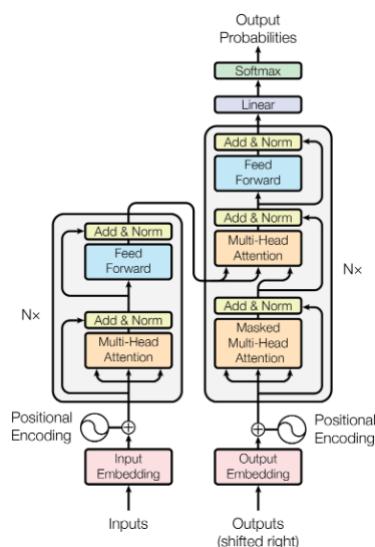 Output
Probabilities
Softmax
Linear
Add & Norm
Feed
Forward
Add & Norm
Multi-Head
Attention
Add & Norm
Masked
Multi-Head
Attention
Nx
Add & Norm
Feed
Forward
Add & Norm
Multi-Head
Attention
Nx
Positional
Encoding
Input
Embedding
Inputs
Positional
Encoding
Output
Embedding
Outputs
(shifted right)